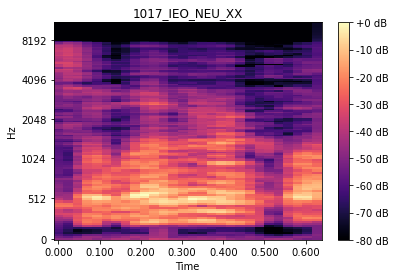 1017_IEO_NEU_XX
+0 dB
8192
-10 dB
4096
-20 dB
-30 dB
2048
Hz
-40 dB
1024
-50 dB
-60 dB
512
-70 dB
0
-80 dB
0.000 0.100 0.200 0.300 0.400 0.500 0.600
Time